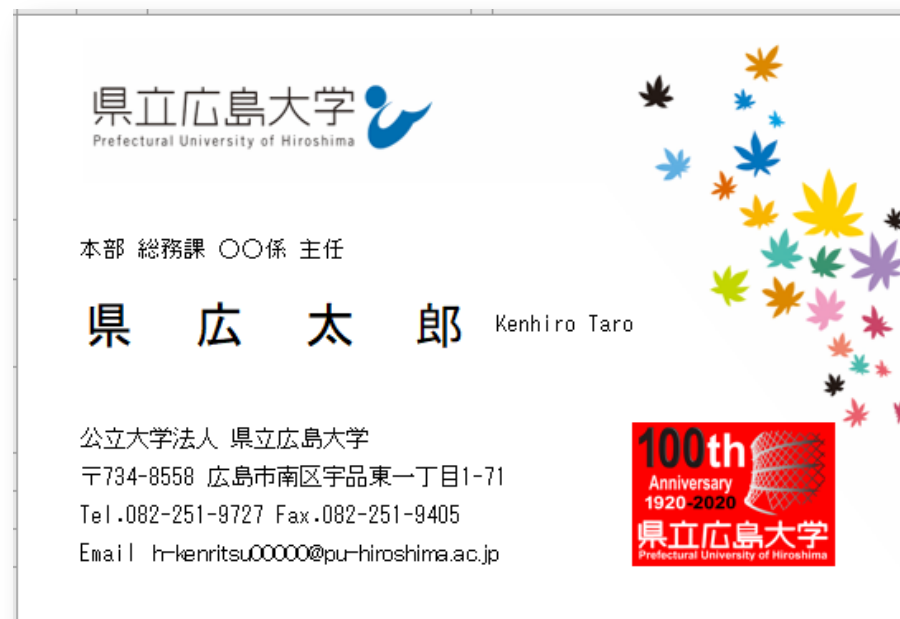 県立広島大学
Prefectural University of Hiroshima
本部 総務課 〇〇係 主任
県 広 太 郎 Kenhiro Taro
公立大学法人 県立広島大学
〒734-8558 広島市南区宇品東一丁目1-71
Tel.082-251-9727 Fax.082-251-9405
Email h-kenritsu00000@pu-hiroshima.ac.jp
100th
Anniversary
1920-2020
県立広島大学
Prefectural University of Hiroshima